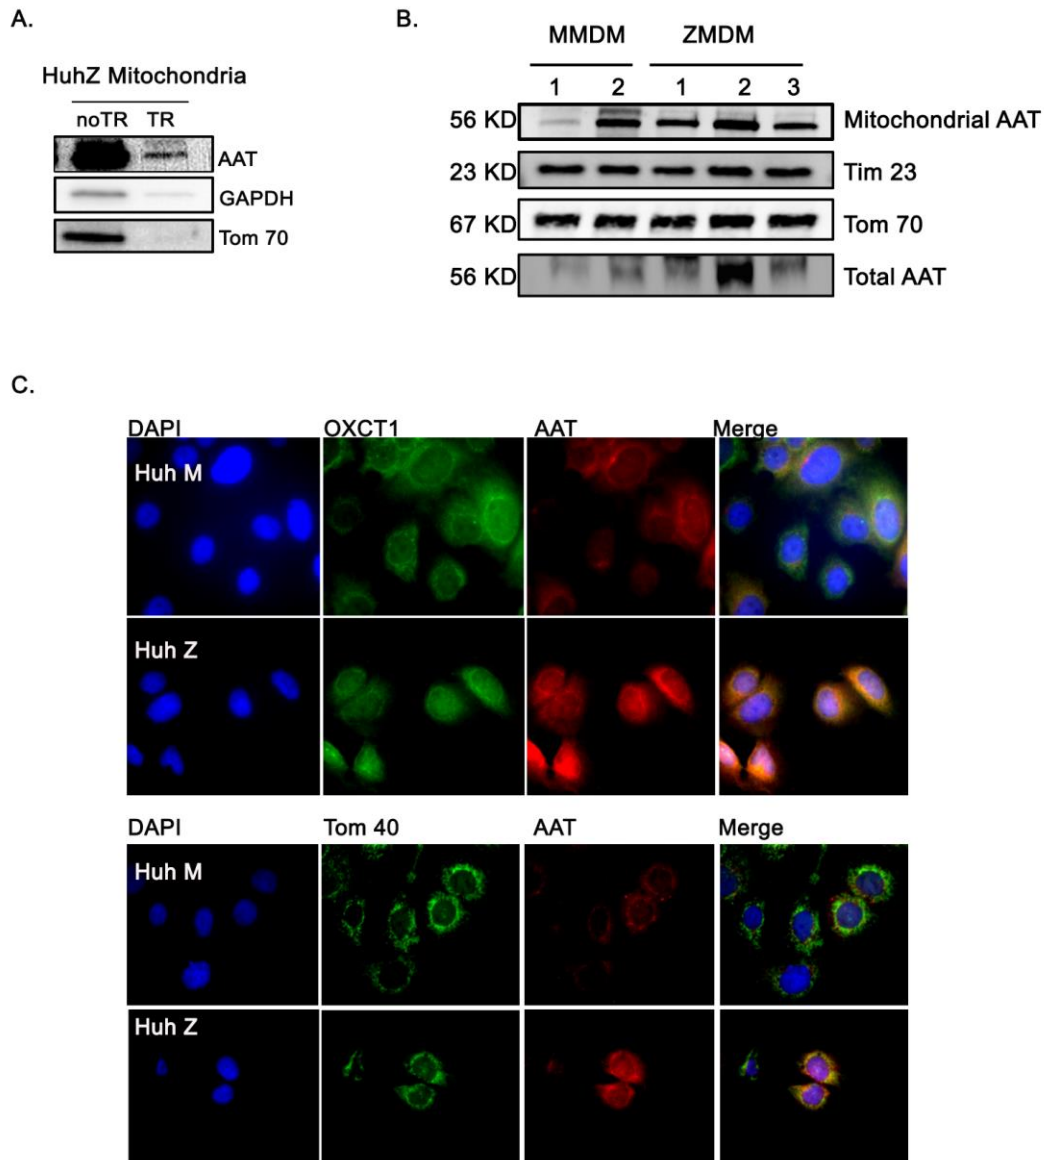 A.
HuhZ Mitochondria
noTR TR
AAT
GAPDH
Tom 70
B.
MMDM ZMDM
1 2 1 2 3
56 KD Mitochondrial AAT
23 KD Tim 23
67 KD Tom 70
56 KD Total AAT
C.
DAPI OXCT1 AAT Merge
Huh M
Huh Z
DAPI Tom 40 AAT Merge
Huh M
Huh Z